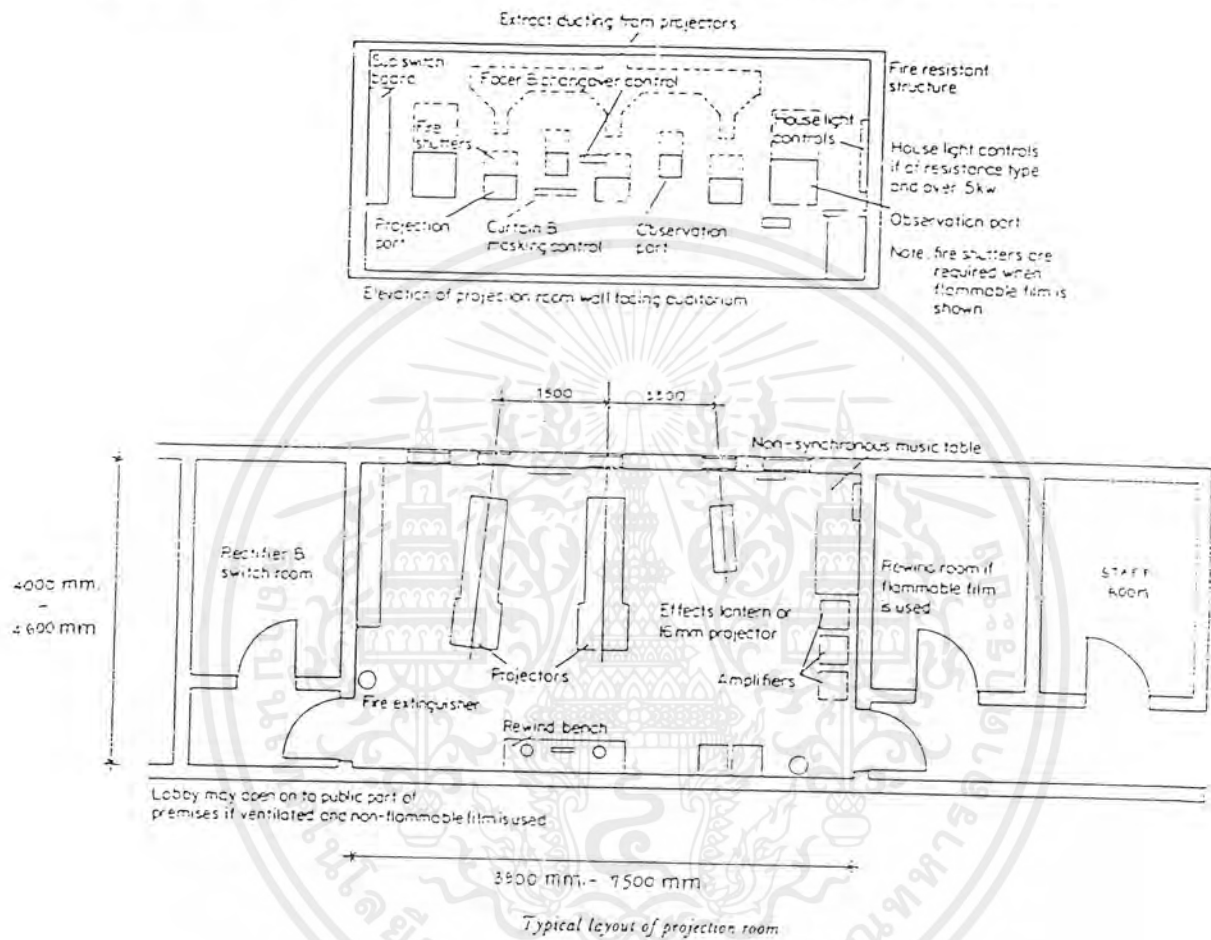 Extract ducting from projectors
Sub switch
board
Fader & changover control
Fire
shutters
House light
controls
Fire resistant
structure
House light controls
if of resistance type
and over 5kw
Observation port
Projection
port
Curtain &
masking control
Observation
port
Note, fire shutters are
required when
flammable film is
shown
Elevation of projection room wall facing auditorium
1500
Non-synchronous music table
Rectifier &
switch room
4000 mm.
-
4600 mm
Effects lantern or
16mm projector
Rewind room if
flammable film
is used
STAFF
ROOM
Projectors
Amplifiers
Fire extinguisher
Rewind bench
Lobby may open on to public part of
premises if ventilated and non-flammable film is used
3900 mm. - 7500 mm.
Typical layout of projection room